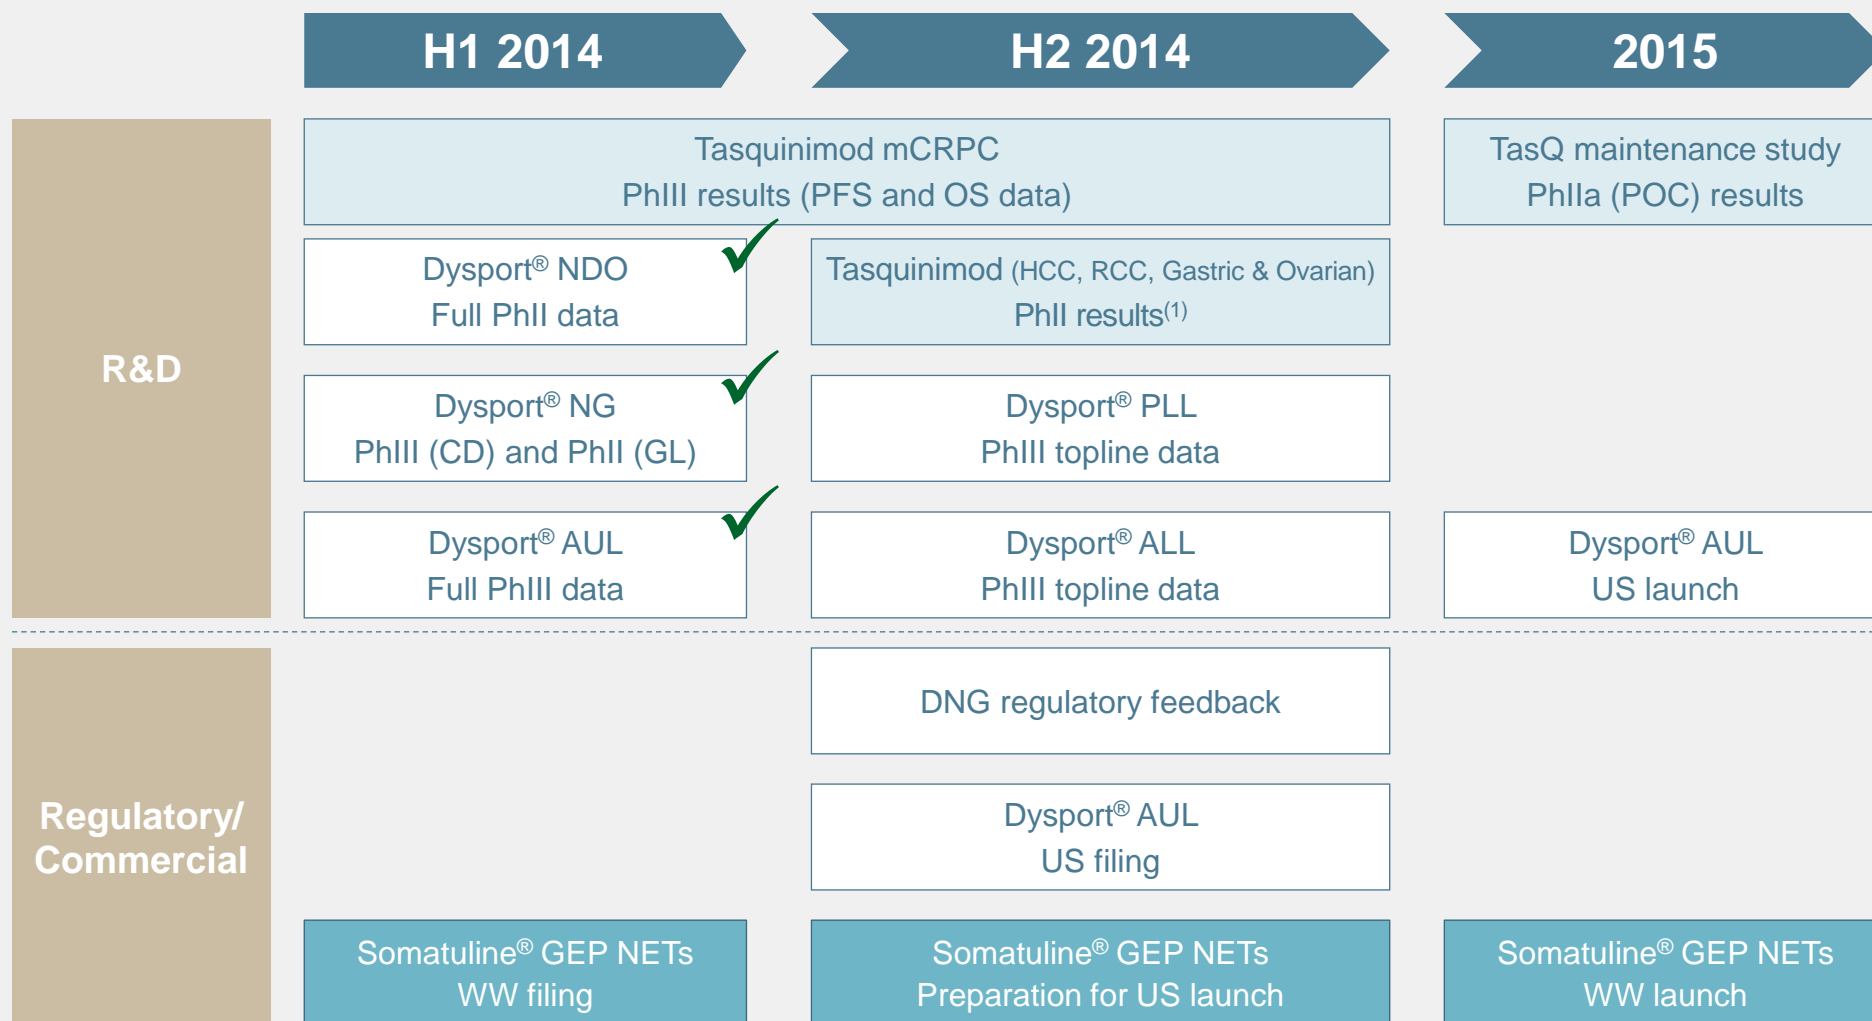 H1 2014
H2 2014
2015
R&D
Tasquinimod mCRPC
PhIII results (PFS and OS data)
TasQ maintenance study
PhIIa (POC) results
Dysport® NDO
Full PhII data
Tasquinimod (HCC, RCC, Gastric & Ovarian)
PhII results(1)
Dysport® NG
PhIII (CD) and PhII (GL)
Dysport® PLL
PhIII topline data
Dysport® AUL
Full PhIII data
Dysport® ALL
PhIII topline data
Dysport® AUL
US launch
Regulatory/
Commercial
DNG regulatory feedback
Dysport® AUL
US filing
Somatuline® GEP NETs
WW filing
Somatuline® GEP NETs
Preparation for US launch
Somatuline® GEP NETs
WW launch